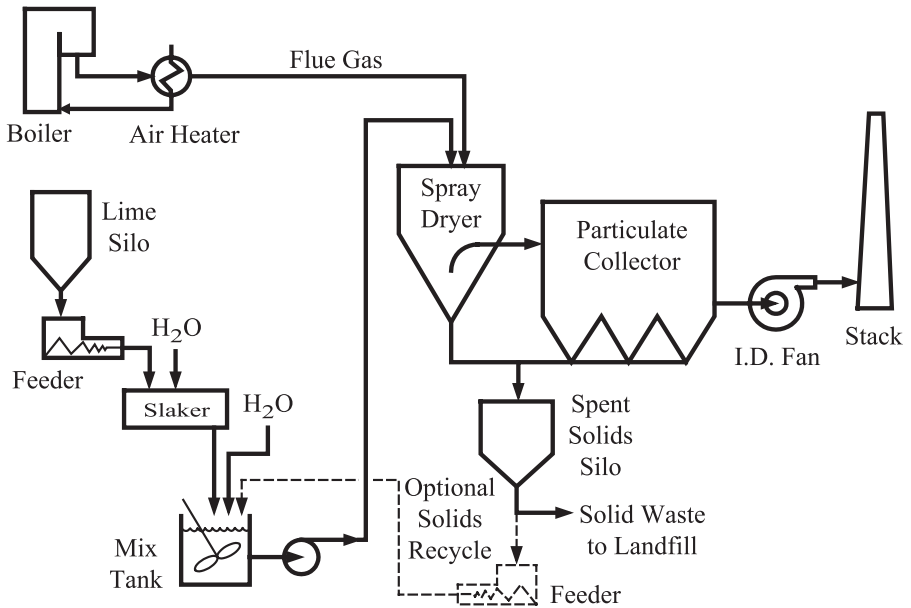 Flue Gas
Boiler
Air Heater
Spray
Dryer
Lime
Silo
Particulate
Collector
H₂O
Stack
I.D. Fan
Feeder
Slaker
H₂O
Spent
Solids
Silo
Optional
Solids
Recycle
Solid Waste
to Landfill
Mix
Tank
Feeder